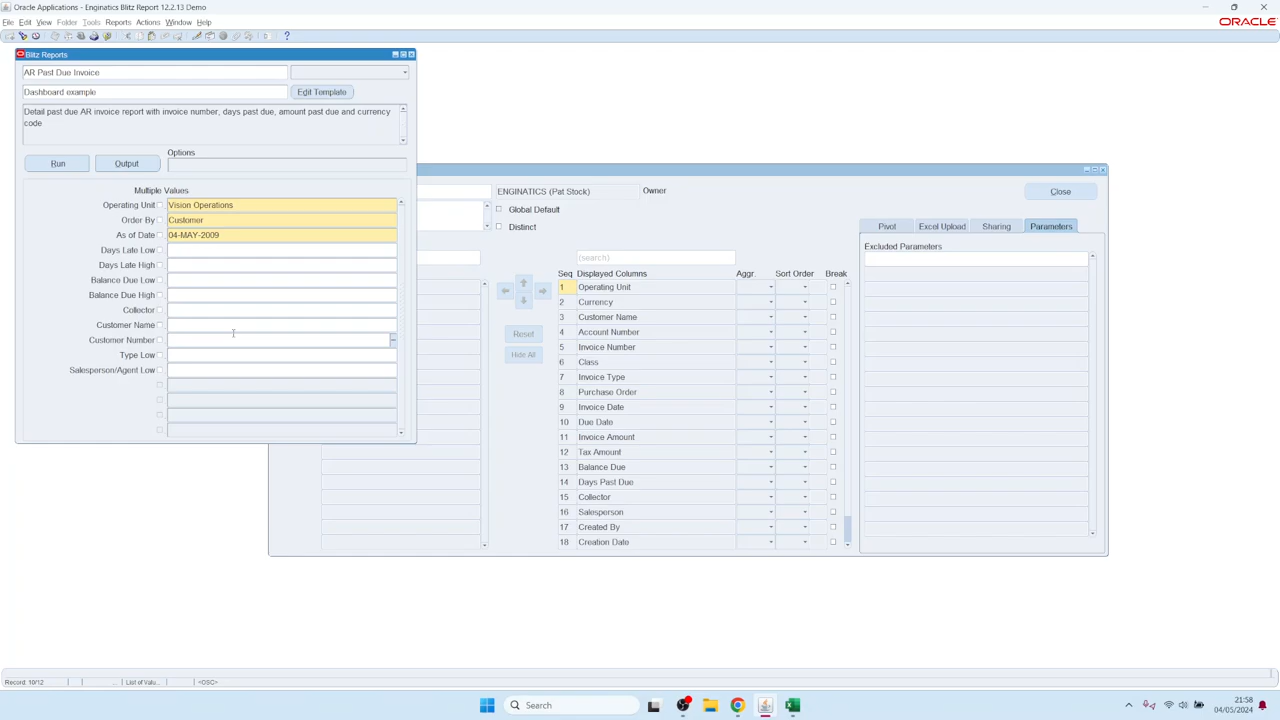 Oracle Applications - Enginatics Blitz Report 12.2.13 Demo
File Edit View Folder Tools Reports Actions Window Help
ORACLE
Blitz Reports
AR Past Due Invoice
Dashboard example
Edit Template
Detail past due AR invoice report with invoice number, days past due, amount past due and currency
code
Options
Run
Output
Multiple Values
Operating Unit Vision Operations
Order By Customer
As of Date 04-MAY-2009
Days Late Low
Days Late High
Balance Due Low
Balance Due High
Collector
Customer Name
Customer Number
Type Low
Salesperson/Agent Low
ENGINATICS (Pat Stock)
Owner
Close
Global Default
Distinct
(search)
Seq Displayed Columns Aggr. Sort Order Break
1 Operating Unit
2 Currency
3 Customer Name
4 Account Number
5 Invoice Number
6 Class
7 Invoice Type
8 Purchase Order
9 Invoice Date
10 Due Date
11 Invoice Amount
12 Tax Amount
13 Balance Due
14 Days Past Due
15 Collector
16 Salesperson
17 Created By
18 Creation Date
Reset
Hide All
Pivot Excel Upload Sharing Parameters
Excluded Parameters
Record: 10/12 ... List of Valu... <OSC>
Search
21:58
04/05/2024